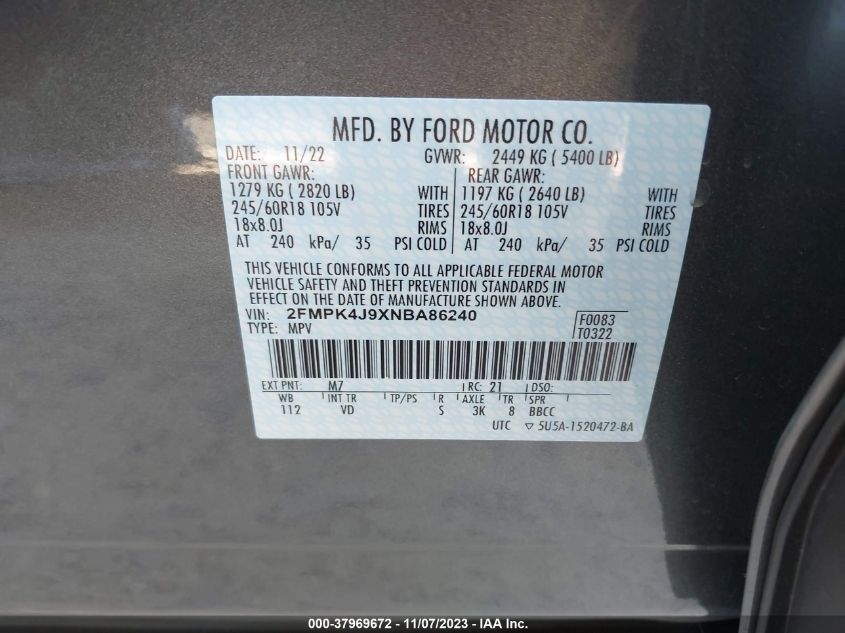 MFD. BY FORD MOTOR CO.
DATE: 11/22 GVWR: 2449 KG ( 5400 LB)
FRONT GAWR: REAR GAWR:
1279 KG ( 2820 LB) WITH 1197 KG ( 2640 LB) WITH
245/60R18 105V TIRES 245/60R18 105V TIRES
18x8.0J RIMS 18x8.0J RIMS
AT 240 kPa/ 35 PSI COLD AT 240 kPa/ 35 PSI COLD
THIS VEHICLE CONFORMS TO ALL APPLICABLE FEDERAL MOTOR
VEHICLE SAFETY AND THEFT PREVENTION STANDARDS IN
EFFECT ON THE DATE OF MANUFACTURE SHOWN ABOVE.
VIN: 2FMPK4J9XNBA86240 F0083
TYPE: MPV T0322
EXT PNT: M7 RC: 21 DSO:
WB INT TR TP/PS R AXLE TR SPR
112 VD S 3K 8 BBCC
UTC ▽ 5U5A-1520472-BA
000-37969672 - 11/07/2023 - IAA Inc.